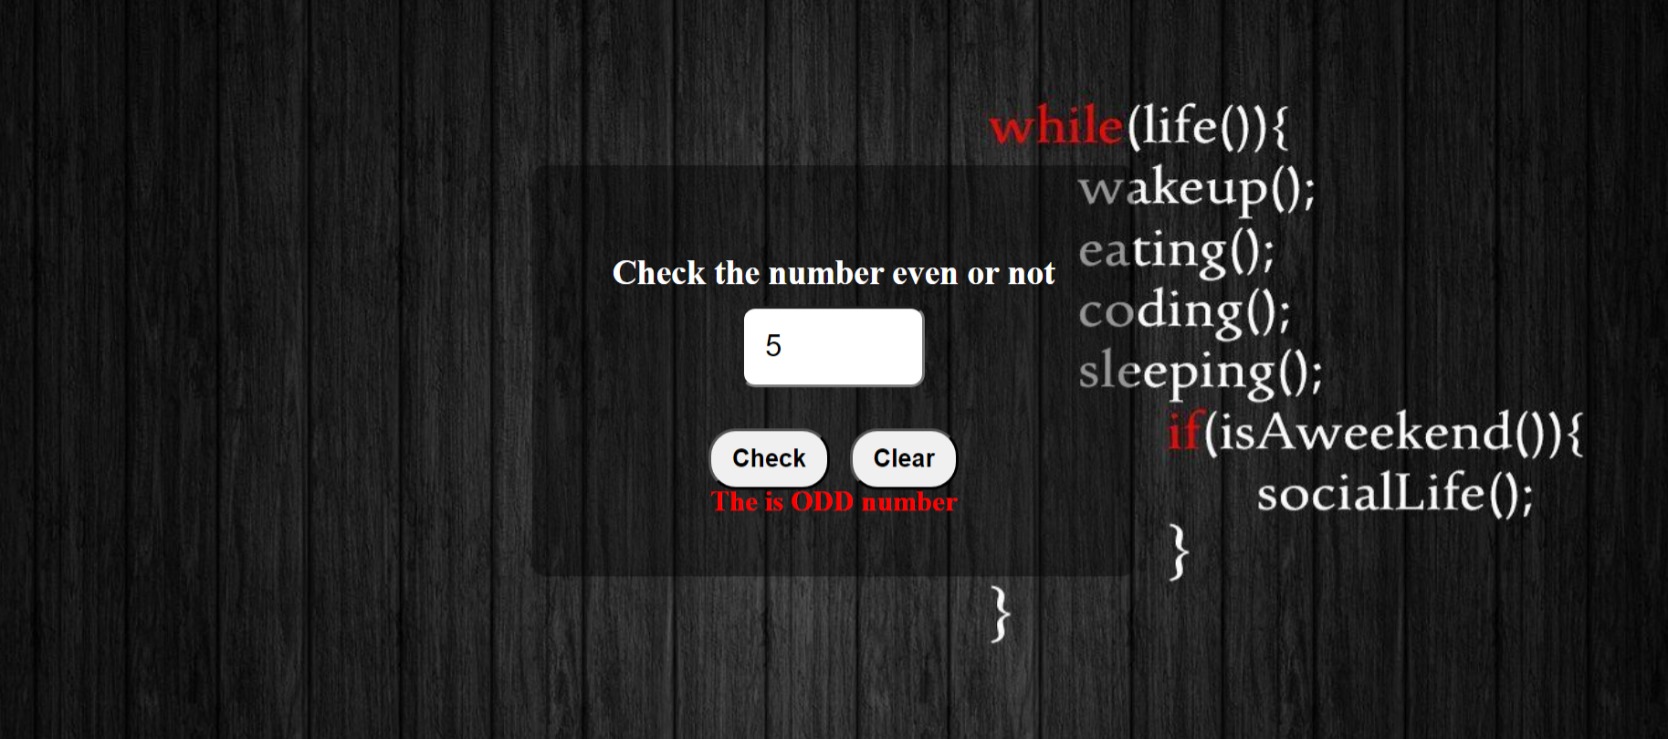 while(life()){
wakeup();
eating();
coding();
sleeping();
if(isAweekend()){
socialLife();
}
}
Check the number even or not
5
Check Clear
The is ODD number